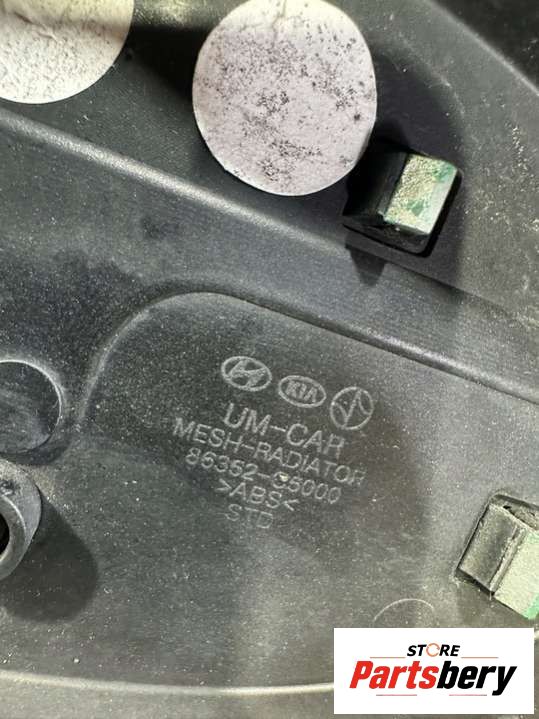 KIA
UM-CAR
MESH-RADIATOR
86352-C5000
>ABS<
STD
STORE
Partsbery